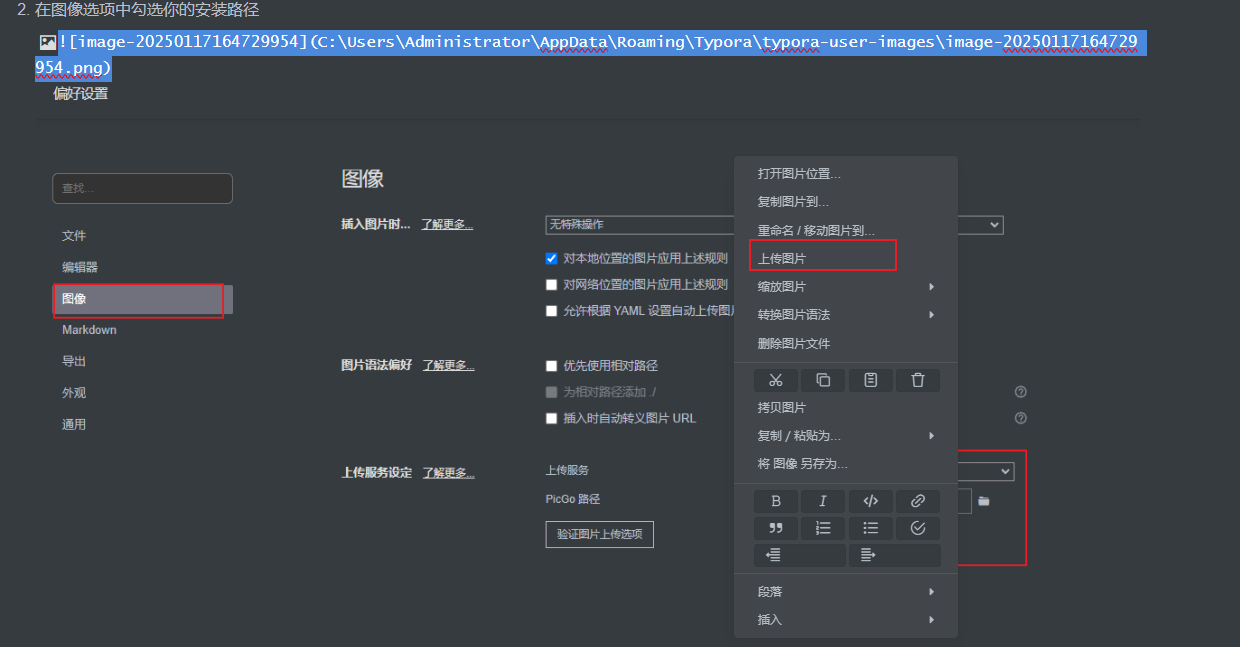 2. 在图像选项中勾选你的安装路径
![image-20250117164729954](C:\Users\Administrator\AppData\Roaming\Typora\typora-user-images\image-20250117164729
954.png)
偏好设置
查找...
文件
编辑器
图像
Markdown
导出
外观
通用
图像
插入图片时... 了解更多...
无特殊操作
对本地位置的图片应用上述规则
对网络位置的图片应用上述规则
允许根据 YAML 设置自动上传图
图片语法偏好 了解更多...
优先使用相对路径
为相对路径添加 ./
插入时自动转义图片 URL
上传服务设定 了解更多...
上传服务
PicGo 路径
验证图片上传选项
打开图片位置...
复制图片到...
重命名 / 移动图片到...
上传图片
缩放图片
转换图片语法
删除图片文件
拷贝图片
复制 / 粘贴为...
将 图像 另存为...
B I
段落
插入